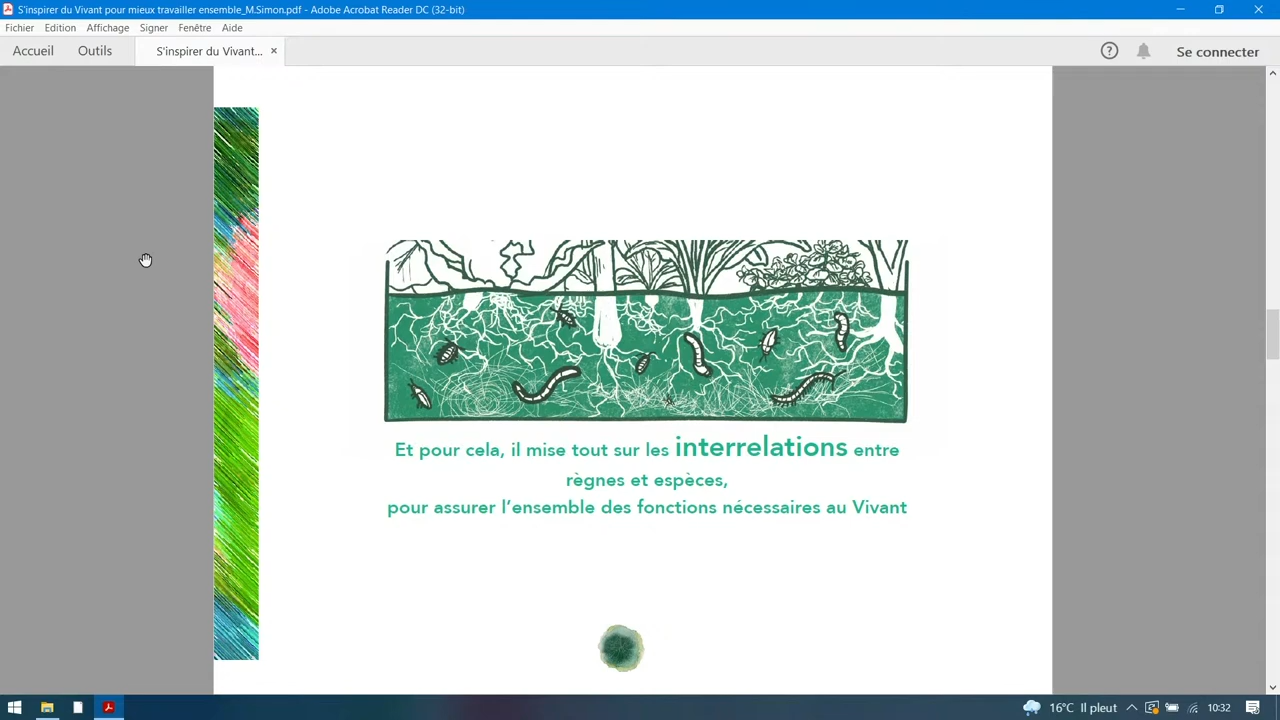 S'inspirer du Vivant pour mieux travailler ensemble_M.Simon.pdf - Adobe Acrobat Reader DC (32-bit)
Fichier Edition Affichage Signer Fenêtre Aide
Accueil Outils S'inspirer du Vivant... × Se connecter
Et pour cela, il mise tout sur les interrelations entre
règnes et espèces,
pour assurer l’ensemble des fonctions nécessaires au Vivant
16°C Il pleut 10:32